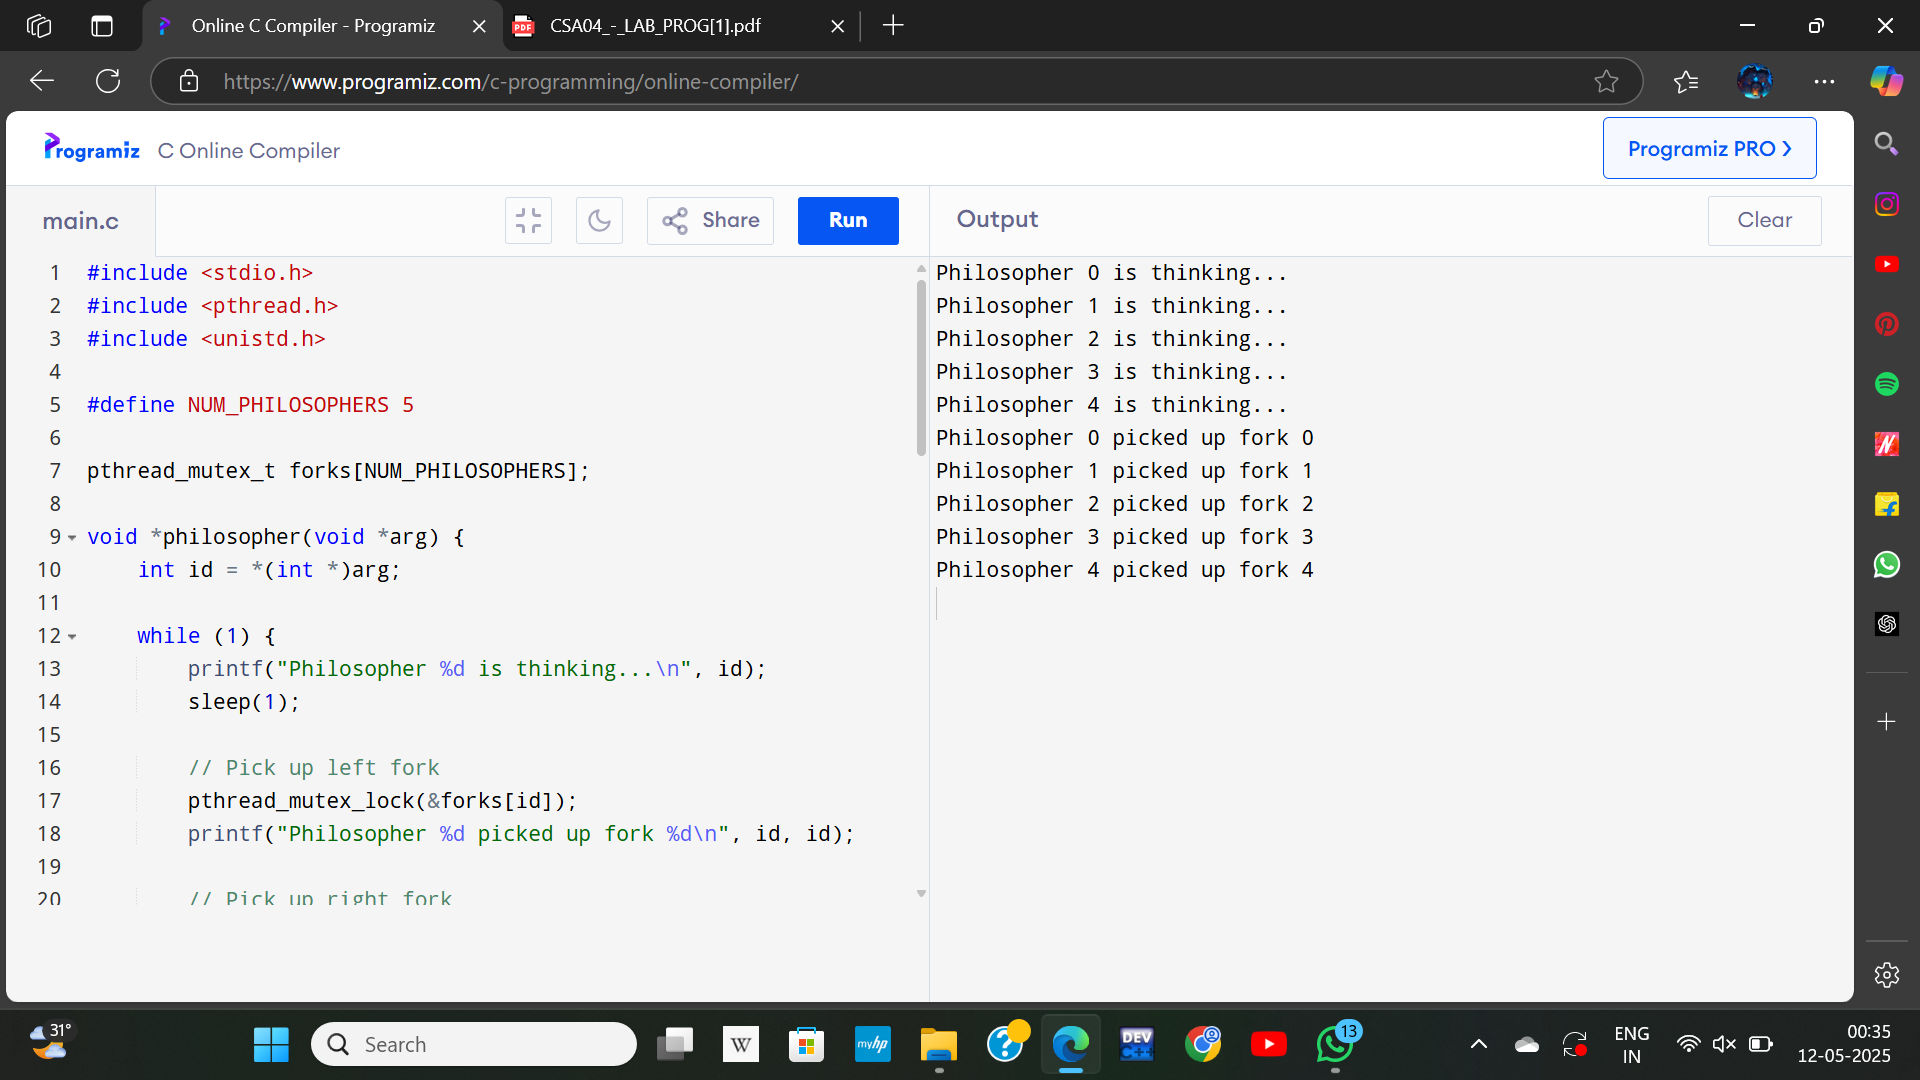 Online C Compiler - Programiz
CSA04_-_LAB_PROG[1].pdf
https://www.programiz.com/c-programming/online-compiler/
Programiz C Online Compiler
Programiz PRO
main.c
Share
Run
Output
Clear
1 #include <stdio.h>
2 #include <pthread.h>
3 #include <unistd.h>
4
5 #define NUM_PHILOSOPHERS 5
6
7 pthread_mutex_t forks[NUM_PHILOSOPHERS];
8
9 void *philosopher(void *arg) {
10     int id = *(int *)arg;
11
12     while (1) {
13         printf("Philosopher %d is thinking...\n", id);
14         sleep(1);
15
16         // Pick up left fork
17         pthread_mutex_lock(&forks[id]);
18         printf("Philosopher %d picked up fork %d\n", id, id);
19
20         // Pick up right fork
Philosopher 0 is thinking...
Philosopher 1 is thinking...
Philosopher 2 is thinking...
Philosopher 3 is thinking...
Philosopher 4 is thinking...
Philosopher 0 picked up fork 0
Philosopher 1 picked up fork 1
Philosopher 2 picked up fork 2
Philosopher 3 picked up fork 3
Philosopher 4 picked up fork 4
31°
Search
W
myhp
DEV
C++
13
ENG
IN
00:35
12-05-2025